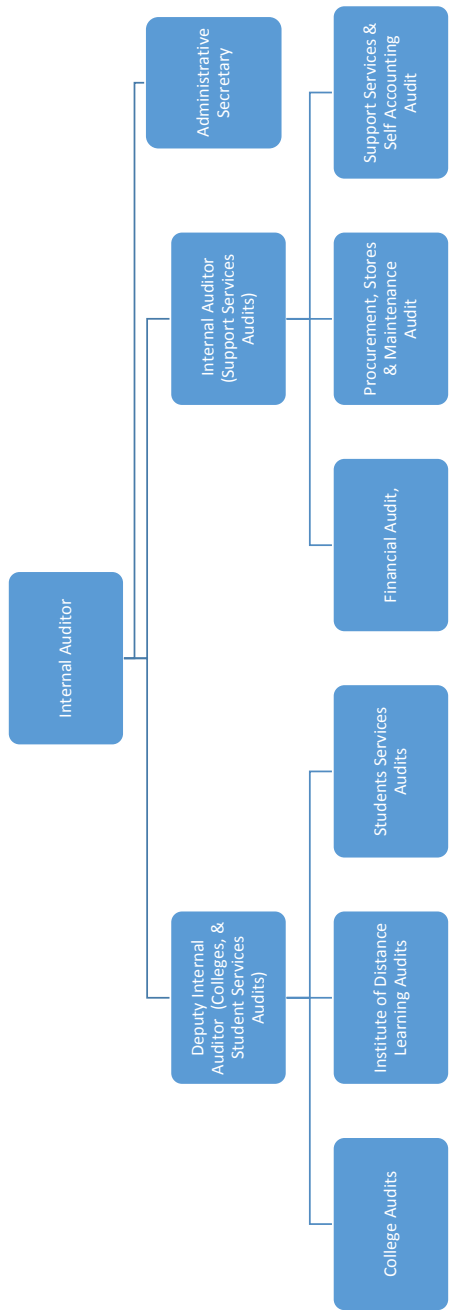 Internal Auditor
Administrative
Secretary
Deputy Internal
Auditor (Colleges, &
Student Services
Audits)
Internal Auditor
(Support Services
Audits)
College Audits
Institute of Distance
Learning Audits
Students Services
Audits
Financial Audit,
Procurement, Stores
& Maintenance
Audit
Support Services &
Self Accounting
Audit